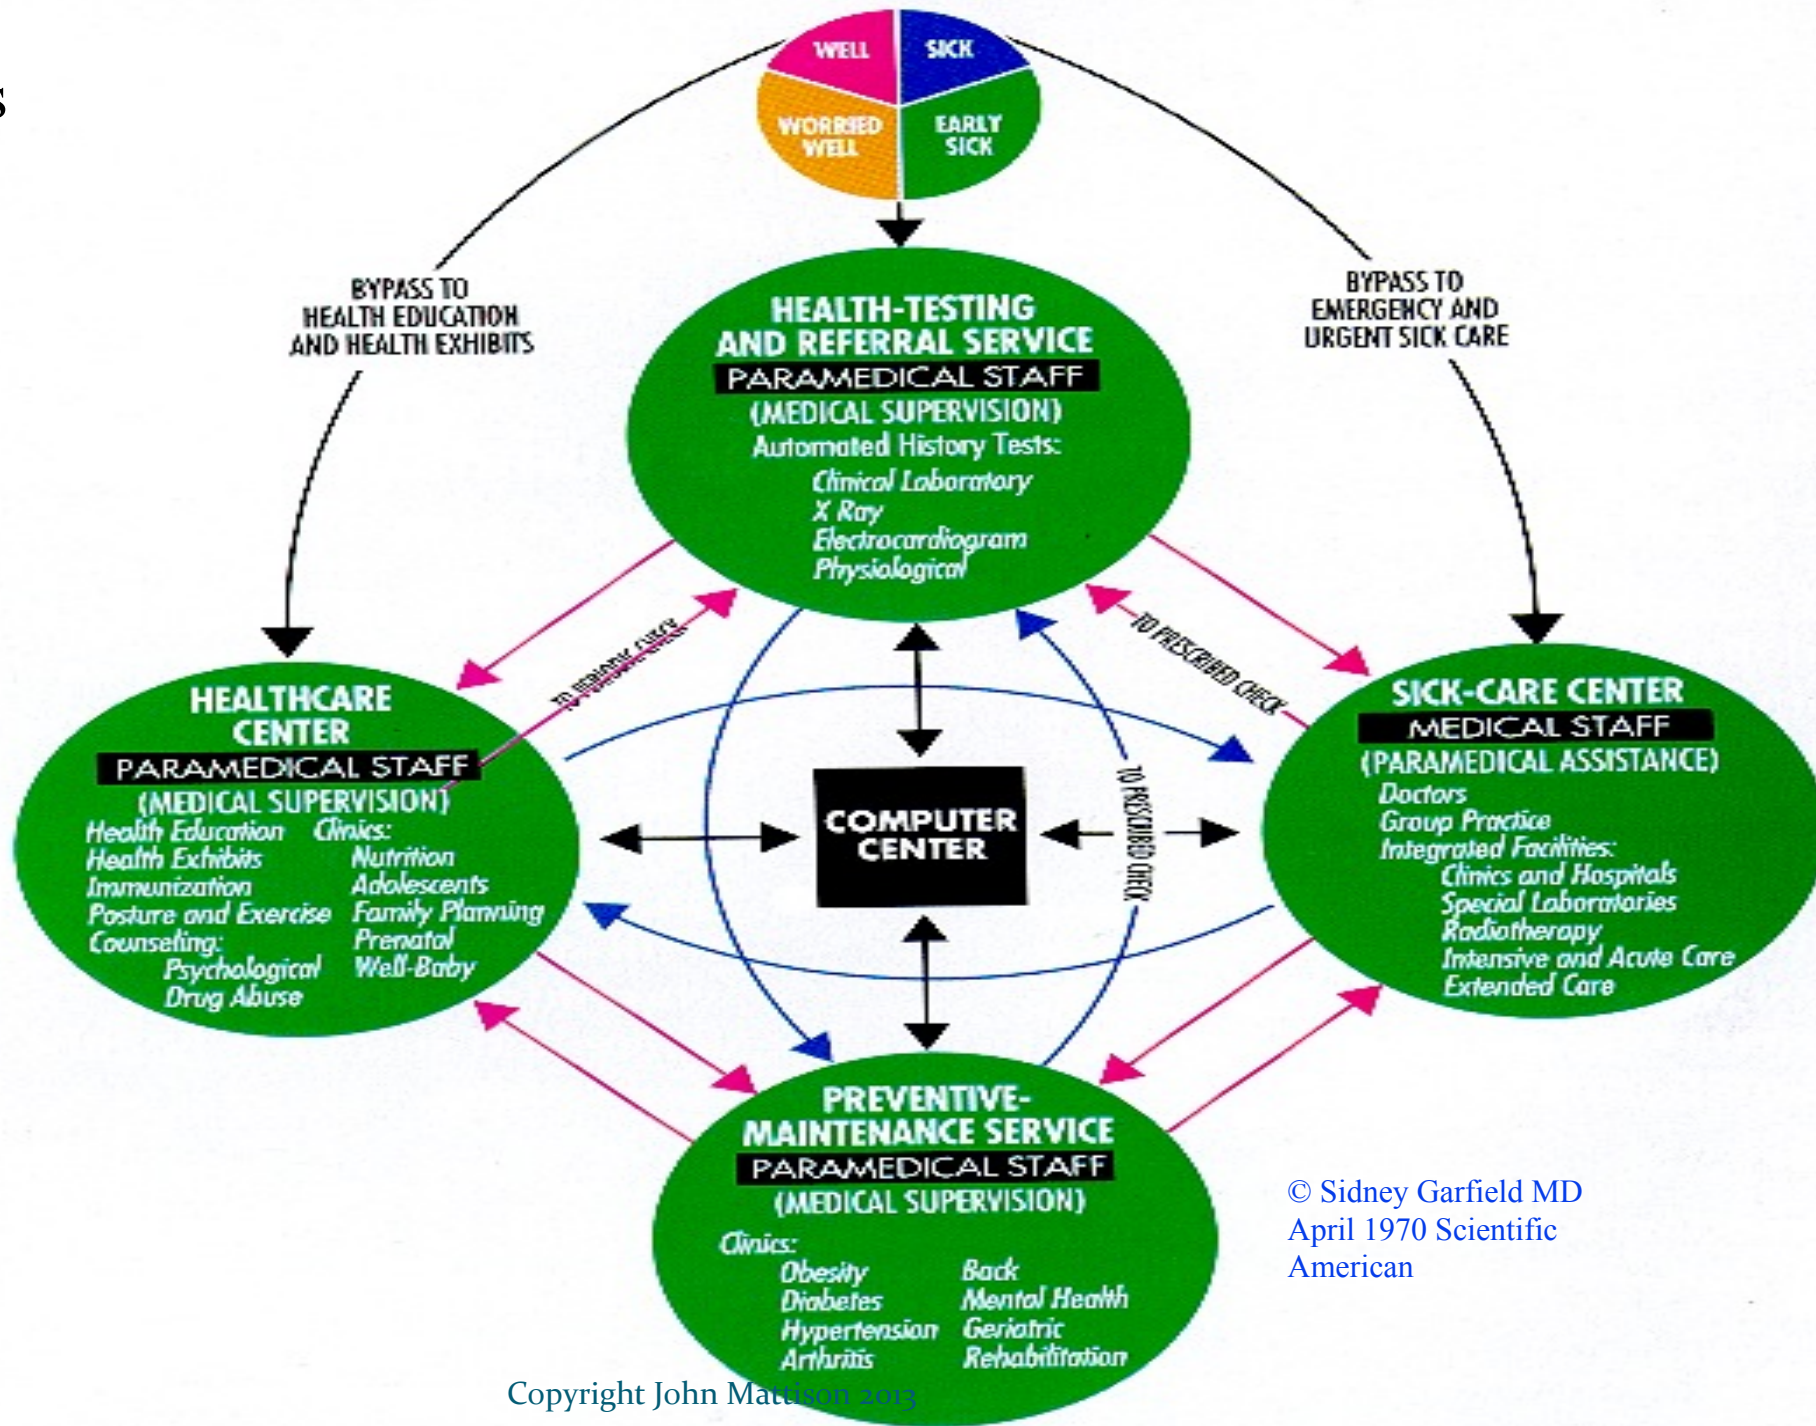 s
WELL
SICK
WORRIED
WELL
EARLY
SICK
BYPASS TO
HEALTH EDUCATION
AND HEALTH EXHIBITS
BYPASS TO
EMERGENCY AND
URGENT SICK CARE
HEALTH-TESTING
AND REFERRAL SERVICE
PARAMEDICAL STAFF
(MEDICAL SUPERVISION)
Automated History Tests:
Clinical Laboratory
X Ray
Electrocardiogram
Physiological
TO CHECK
TO PRESCRIBED CHECK
HEALTHCARE
CENTER
PARAMEDICAL STAFF
(MEDICAL SUPERVISION)
Health Education
Health Exhibits
Immunization
Posture and Exercise
Counseling:
Psychological
Drug Abuse
Clinics:
Nutrition
Adolescents
Family Planning
Prenatal
Well-Baby
COMPUTER
CENTER
TO PRESCRIBED CHECK
SICK-CARE CENTER
MEDICAL STAFF
(PARAMEDICAL ASSISTANCE)
Doctors
Group Practice
Integrated Facilities:
Clinics and Hospitals
Special Laboratories
Radiotherapy
Intensive and Acute Care
Extended Care
PREVENTIVE-
MAINTENANCE SERVICE
PARAMEDICAL STAFF
(MEDICAL SUPERVISION)
Clinics:
Obesity
Diabetes
Hypertension
Arthritis
Back
Mental Health
Geriatric
Rehabilitation
© Sidney Garfield MD
April 1970 Scientific
American
Copyright John Mattison 2013